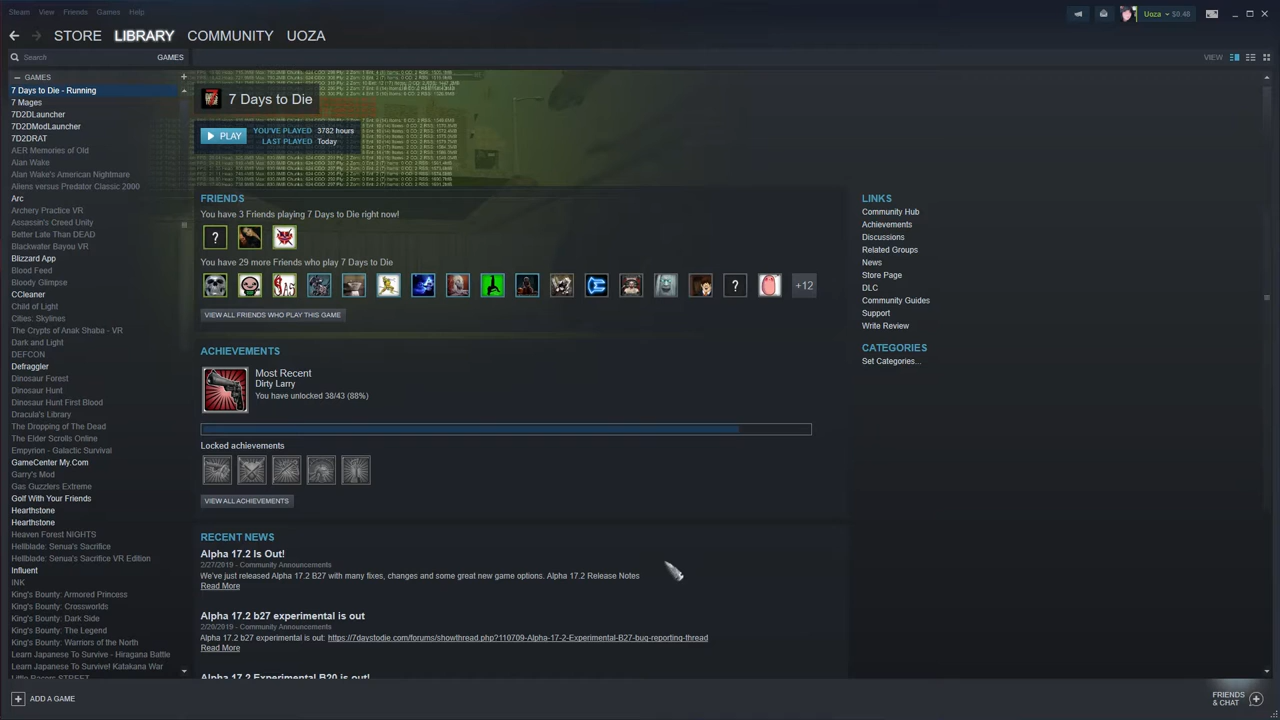 Steam View Friends Games Help
Uoza $0.48
STORE LIBRARY COMMUNITY UOZA
Search GAMES
VIEW
GAMES
7 Days to Die - Running
7 Mages
7D2DLauncher
7D2DModLauncher
7D2DRAT
AER Memories of Old
Alan Wake
Alan Wake's American Nightmare
Aliens versus Predator Classic 2000
Arc
Archery Practice VR
Assassin's Creed Unity
Better Late Than DEAD
Blackwater Bayou VR
Blizzard App
Blood Feed
Bloody Glimpse
CCleaner
Child of Light
Cities: Skylines
The Crypts of Anak Shaba - VR
Dark and Light
DEFCON
Defraggler
Dinosaur Forest
Dinosaur Hunt
Dinosaur Hunt First Blood
Dracula's Library
The Dropping of The Dead
The Elder Scrolls Online
Empyrion - Galactic Survival
GameCenter My.Com
Garry's Mod
Gas Guzzlers Extreme
Golf With Your Friends
Hearthstone
Hearthstone
Heaven Forest NIGHTS
Hellblade: Senua's Sacrifice
Hellblade: Senua's Sacrifice VR Edition
Influent
INK
King's Bounty: Armored Princess
King's Bounty: Crossworlds
King's Bounty: Dark Side
King's Bounty: The Legend
King's Bounty: Warriors of the North
Learn Japanese To Survive - Hiragana Battle
Learn Japanese To Survive! Katakana War
Little Racers STREET
7 Days to Die
PLAY
YOU'VE PLAYED 3782 hours
LAST PLAYED Today
FRIENDS
You have 3 Friends playing 7 Days to Die right now!
You have 29 more Friends who play 7 Days to Die
+12
VIEW ALL FRIENDS WHO PLAY THIS GAME
ACHIEVEMENTS
Most Recent
Dirty Larry
You have unlocked 38/43 (88%)
Locked achievements
VIEW ALL ACHIEVEMENTS
RECENT NEWS
Alpha 17.2 Is Out!
2/27/2019 - Community Announcements
We've just released Alpha 17.2 B27 with many fixes, changes and some great new game options. Alpha 17.2 Release Notes
Read More
Alpha 17.2 b27 experimental is out
2/20/2019 - Community Announcements
Alpha 17.2 b27 experimental is out: https://7daystodie.com/forums/showthread.php?110709-Alpha-17-2-Experimental-B27-bug-reporting-thread
Read More
Alpha 17.2 Experimental B20 is out!
LINKS
Community Hub
Achievements
Discussions
Related Groups
News
Store Page
DLC
Community Guides
Support
Write Review
CATEGORIES
Set Categories...
ADD A GAME
FRIENDS
& CHAT